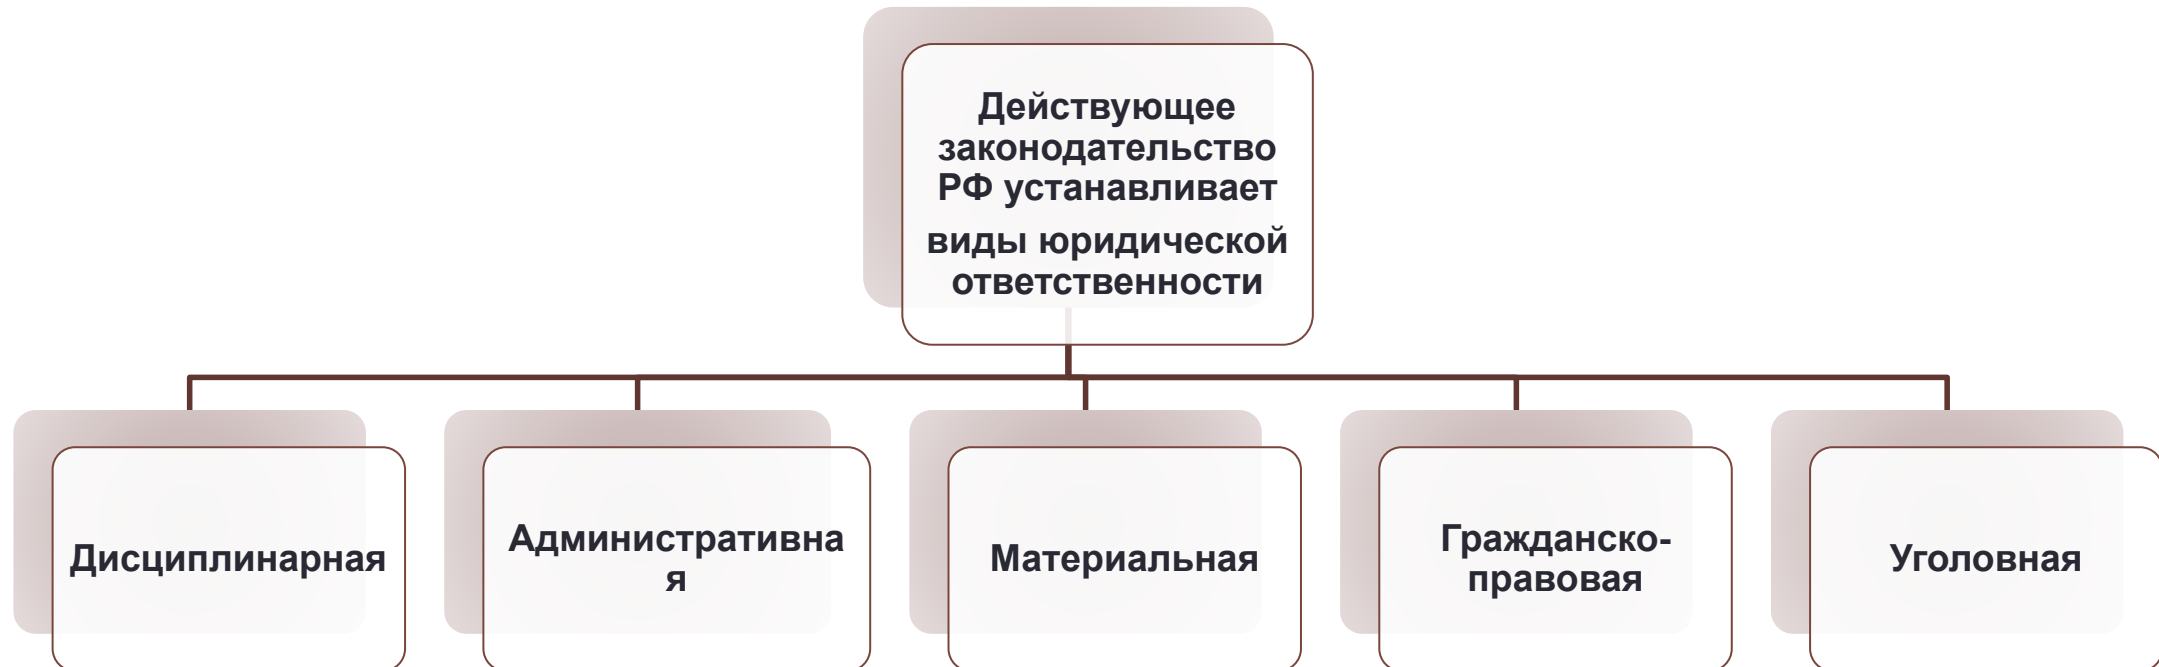 Действующее
законодательство
РФ устанавливает
виды юридической
ответственности
Дисциплинарная
Административна
я
Материальная
Гражданско-
правовая
Уголовная